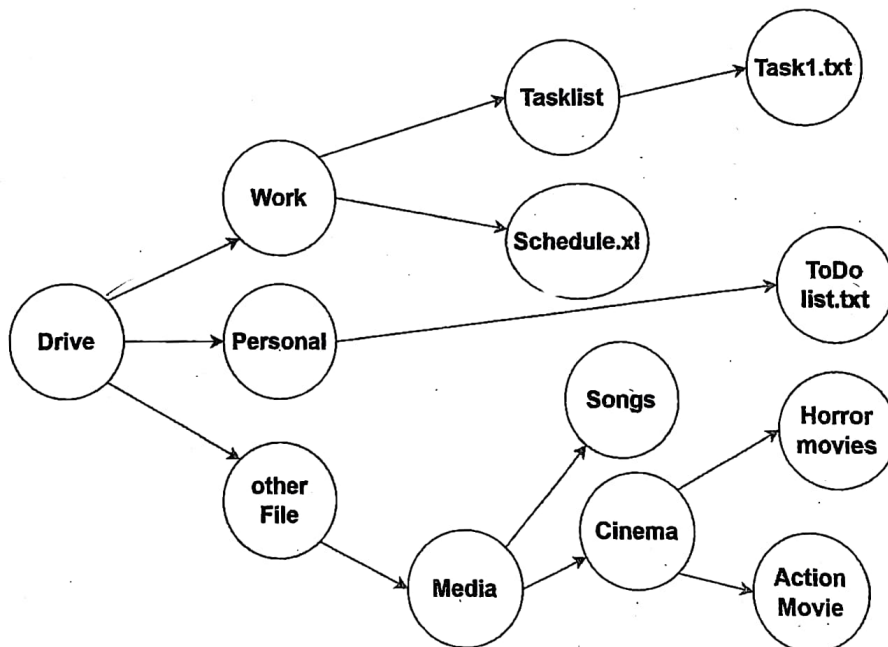 Task1.txt
Tasklist
Work
Schedule.xl
ToDo
list.txt
Drive
Personal
Songs
Horror
movies
other
File
Cinema
Media
Action
Movie